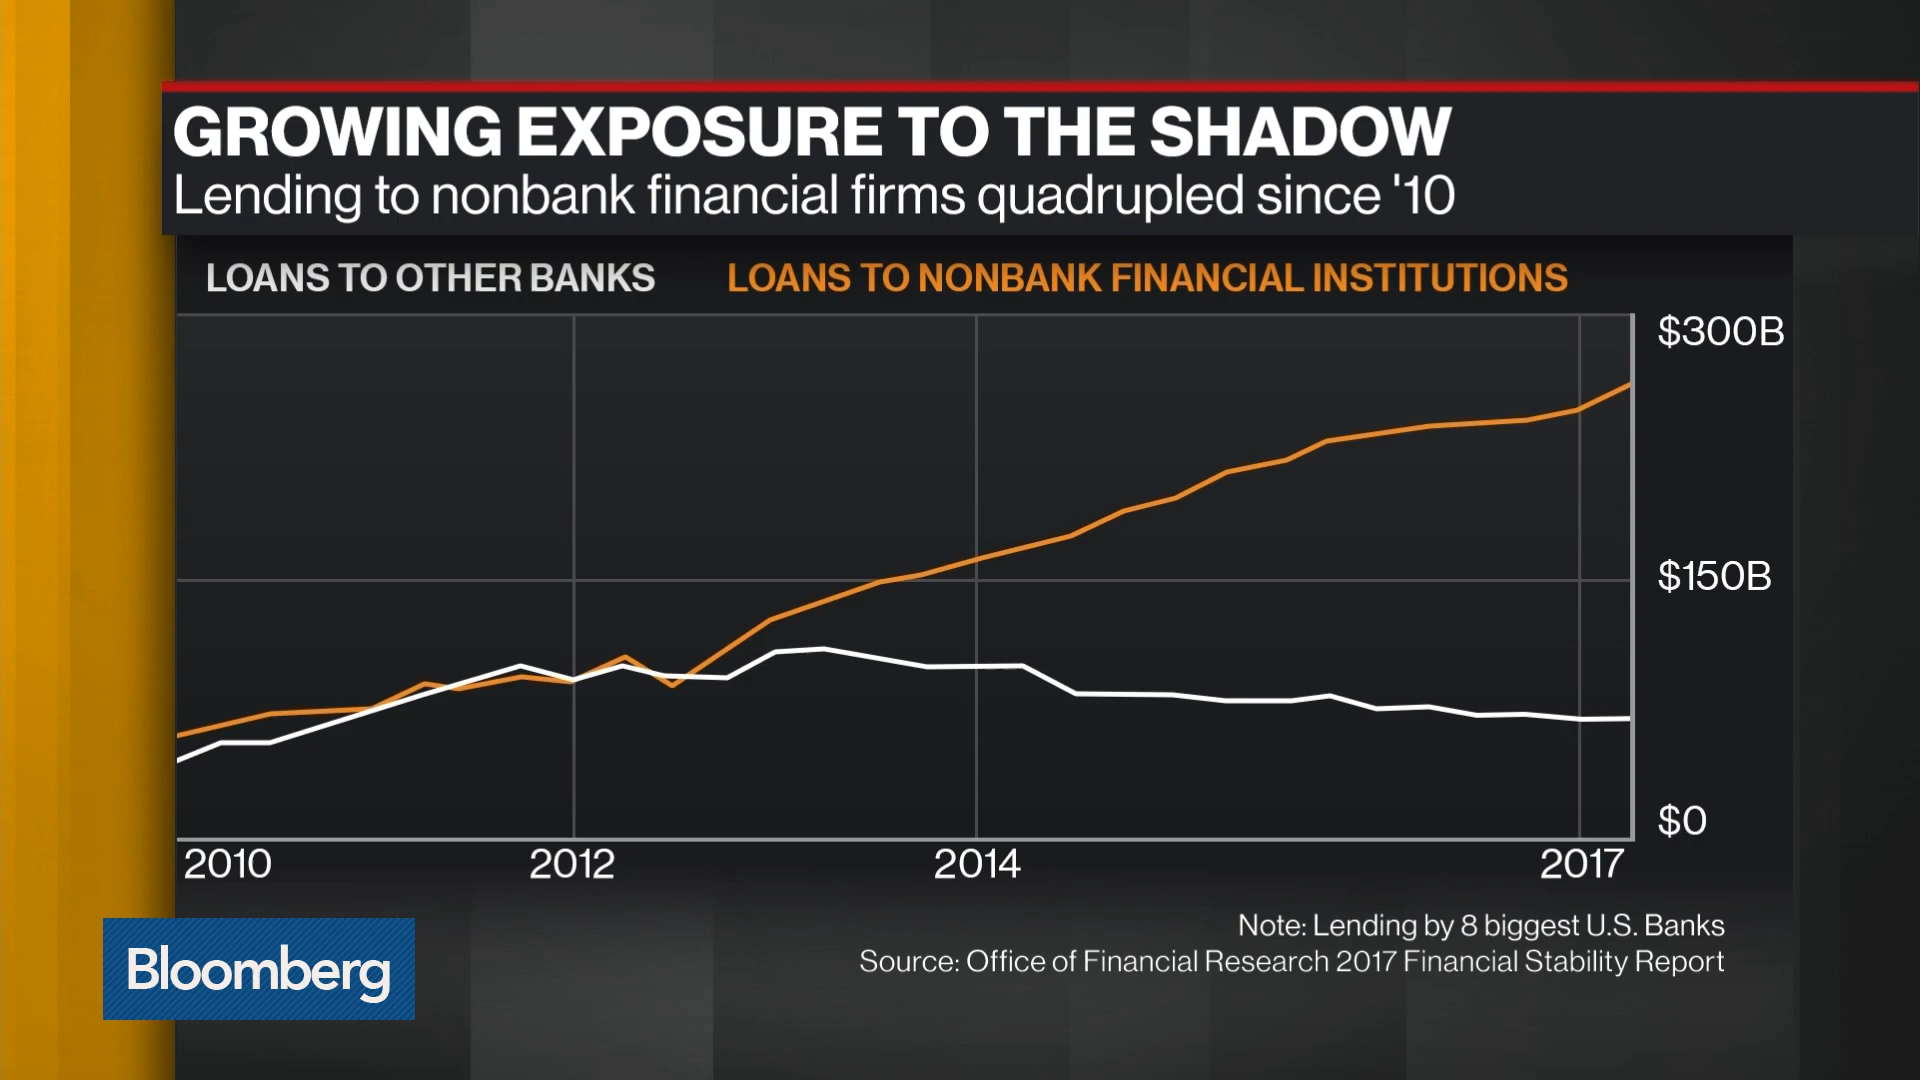 GROWING EXPOSURE TO THE SHADOW
Lending to nonbank financial firms quadrupled since '10
LOANS TO OTHER BANKS LOANS TO NONBANK FINANCIAL INSTITUTIONS
$300B
$150B
$0
2010 2012 2014 2017
Note: Lending by 8 biggest U.S. Banks
Source: Office of Financial Research 2017 Financial Stability Report
Bloomberg